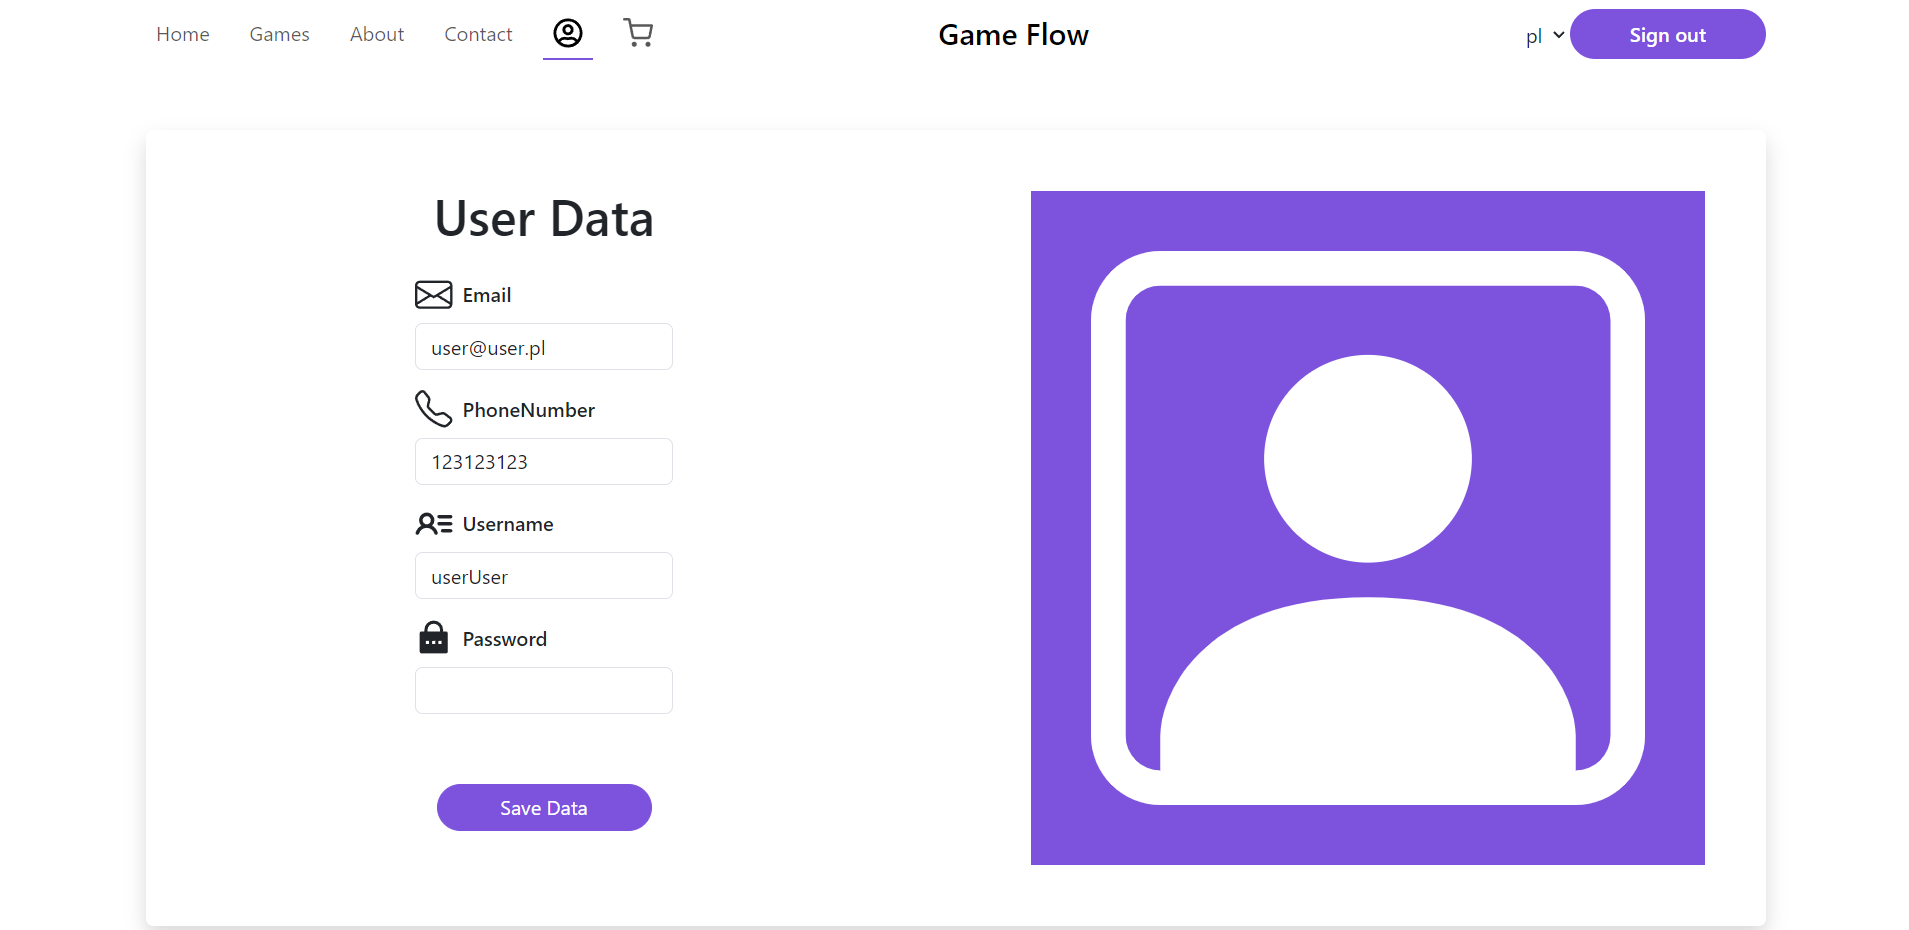 Home Games About Contact Game Flow pl Sign out
User Data
Email
user@user.pl
PhoneNumber
123123123
Username
userUser
Password
Save Data